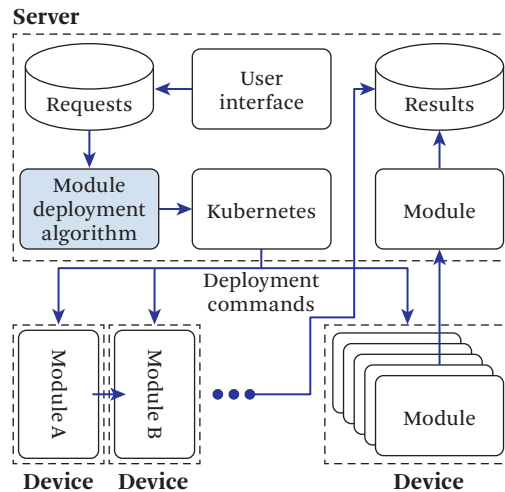 Server
Requests
User
interface
Results
Module
deployment
algorithm
Kubernetes
Module
Deployment
commands
Module A
Module B
Module
Device
Device
Device